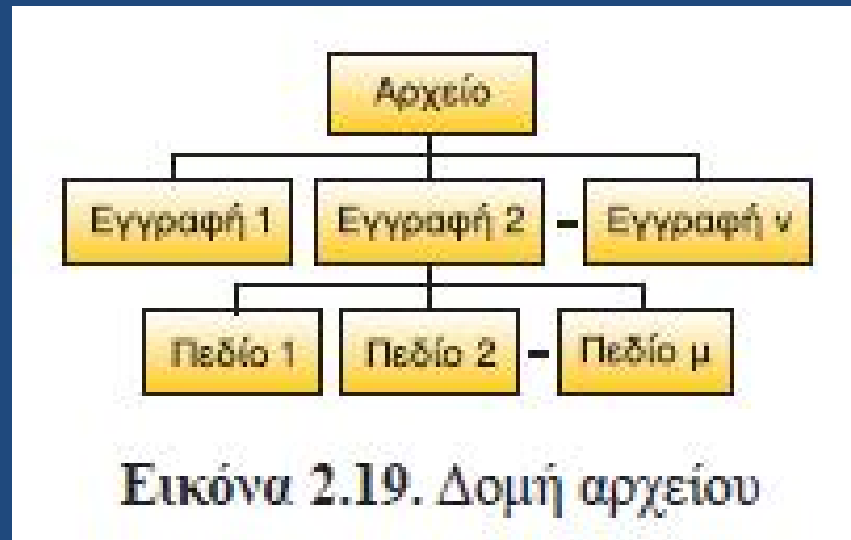 Αρχείο
Εγγραφή 1 Εγγραφή 2 - Εγγραφή ν
Πεδίο 1 Πεδίο 2 - Πεδίο μ
Εικόνα 2.19. Δομή αρχείου